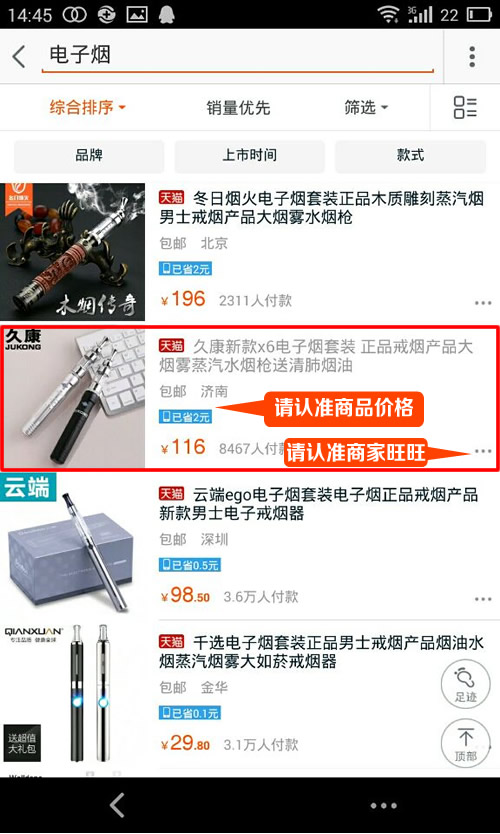 14:45
3G
22
电子烟
综合排序
销量优先
筛选
品牌
上市时间
款式
木烟传奇
天猫 冬日烟火电子烟套装正品木质雕刻蒸汽烟
男士戒烟产品大烟雾水烟枪
包邮 北京
已省2元
¥196 2311人付款
久康
JUKONG
天猫 久康新款x6电子烟套装 正品戒烟产品大
烟雾蒸汽水烟枪送清肺烟油
包邮 济南
已省2元
请认准商品价格
¥116 8467人付款
请认准商家旺旺
云端
天猫 云端ego电子烟套装电子烟正品戒烟产品
新款男士电子戒烟器
包邮 深圳
已省0.5元
¥98.50 3.6万人付款
QIANXUAN
专注品质 健康全球
天猫 千选电子烟套装正品男士戒烟产品烟油水
烟蒸汽烟雾大如菸戒烟器
包邮 金华
已省0.1元
¥29.80 3.1万人付款
送超值
大礼包
足迹
顶部